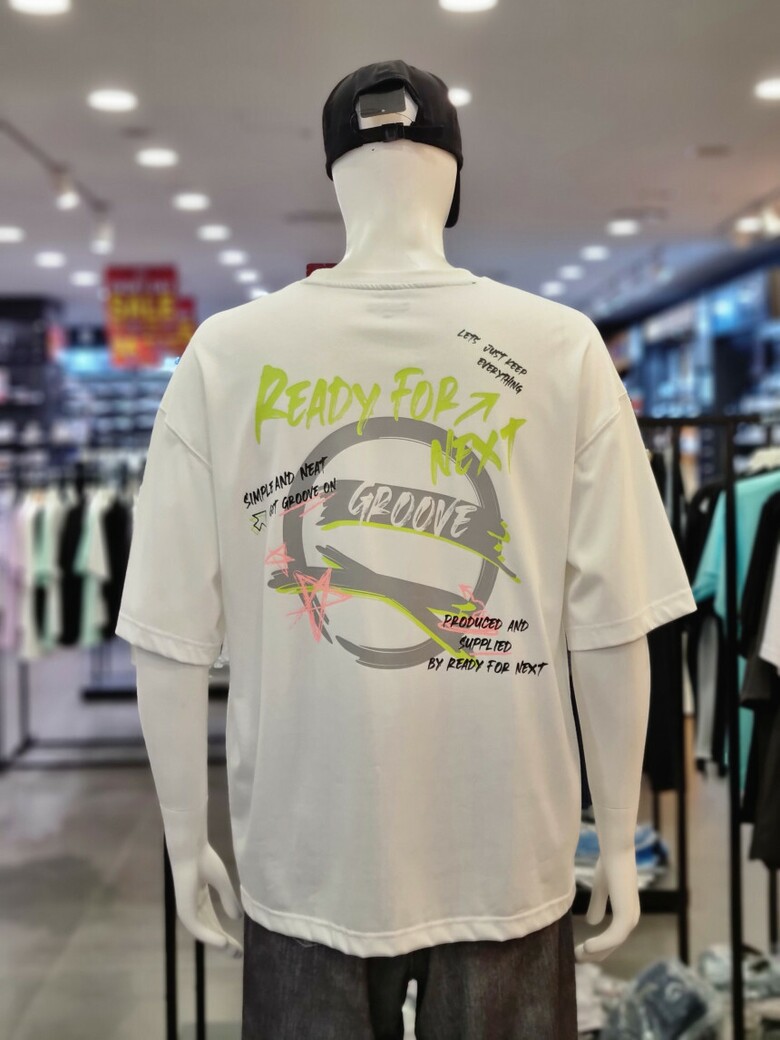 SALE
LETS JUST KEEP
EVERYTHING
READY FOR
NEXT
SIMPLE AND NEAT
GET GROOVE ON
GROOVE
PRODUCED AND
SUPPLIED
BY READY FOR NEXT